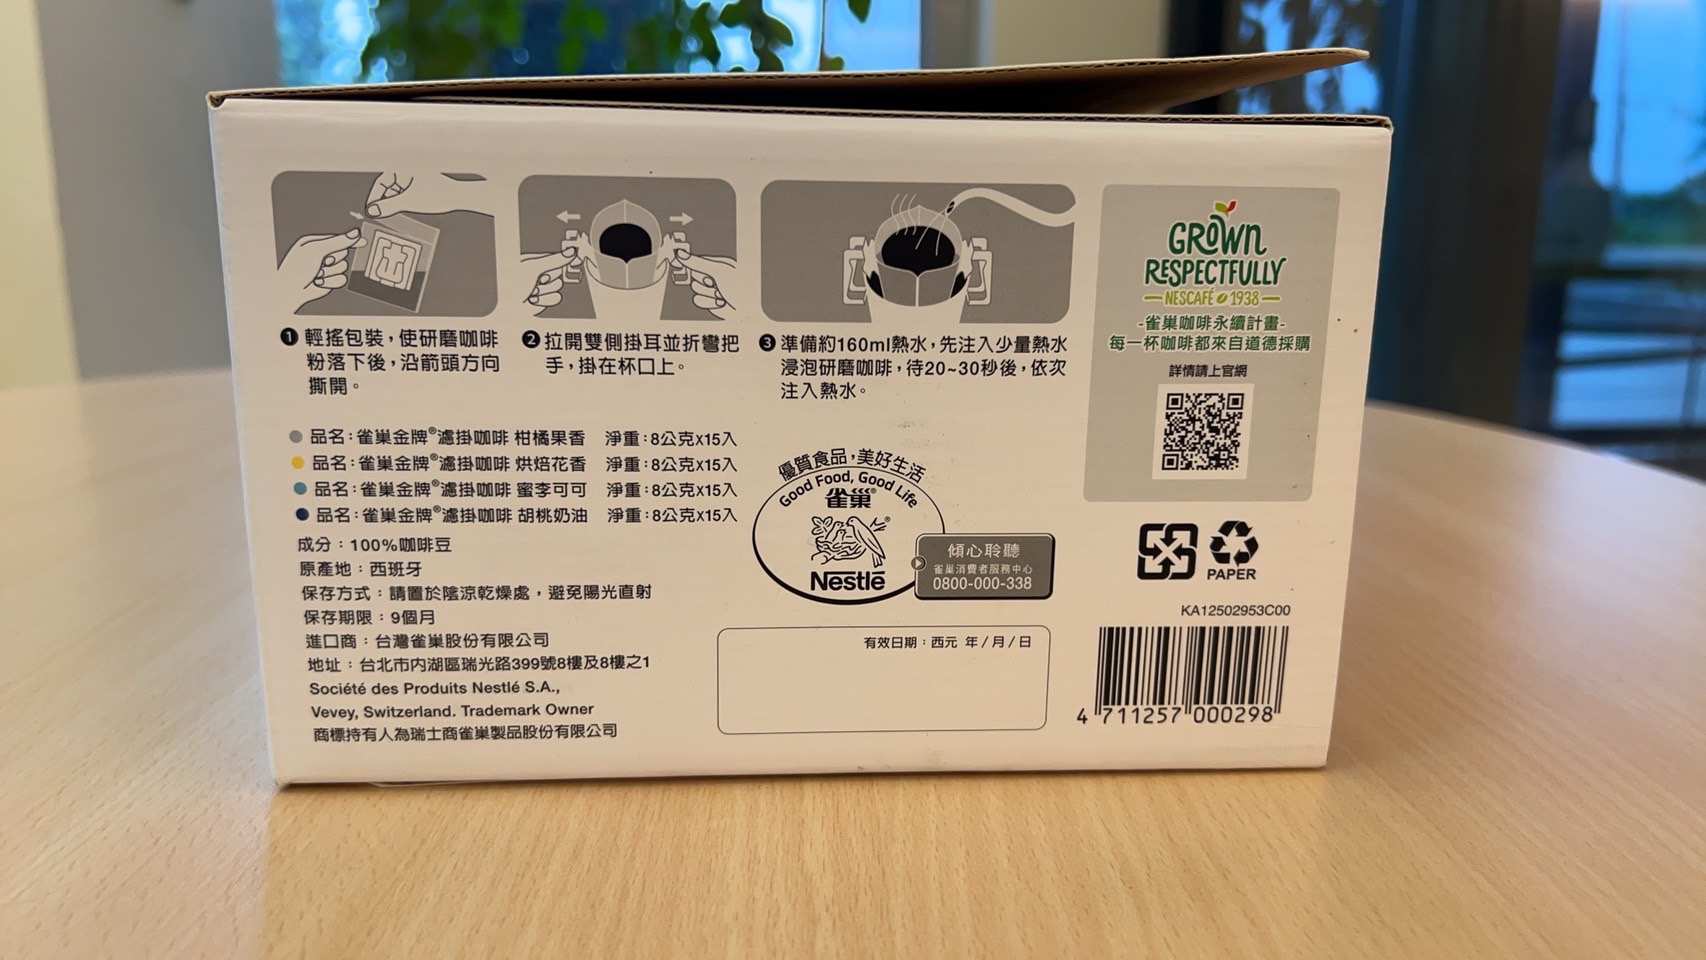 ❶ 輕搖包裝，使研磨咖啡
粉落下後，沿箭頭方向
撕開。
❷ 拉開雙側掛耳並折彎把
手，掛在杯口上。
❸ 準備約160ml熱水，先注入少量熱水
浸泡研磨咖啡，待20~30秒後，依次
注入熱水。
GROWN
RESPECTFULLY
NESCAFÉ 1938
-雀巢咖啡永續計畫-
每一杯咖啡都來自道德採購
詳情請上官網
品名：雀巢金牌®濾掛咖啡 柑橘果香 淨重：8公克X15入
品名：雀巢金牌®濾掛咖啡 烘焙花香 淨重：8公克X15入
品名：雀巢金牌®濾掛咖啡 蜜李可可 淨重：8公克X15入
品名：雀巢金牌®濾掛咖啡 胡桃奶油 淨重：8公克X15入
成分：100%咖啡豆
原產地：西班牙
保存方式：請置於陰涼乾燥處，避免陽光直射
保存期限：9個月
進口商：台灣雀巢股份有限公司
地址：台北市內湖區瑞光路399號8樓及8樓之1
Société des Produits Nestlé S.A.,
Vevey, Switzerland. Trademark Owner
商標持有人為瑞士商雀巢製品股份有限公司
優質食品，美好生活
Good Food, Good Life
雀巢®
Nestlé
傾心聆聽
雀巢消費者服務中心
0800-000-338
有效日期：西元 年/月/日
PAPER
KA12502953C00
4 711257 000298